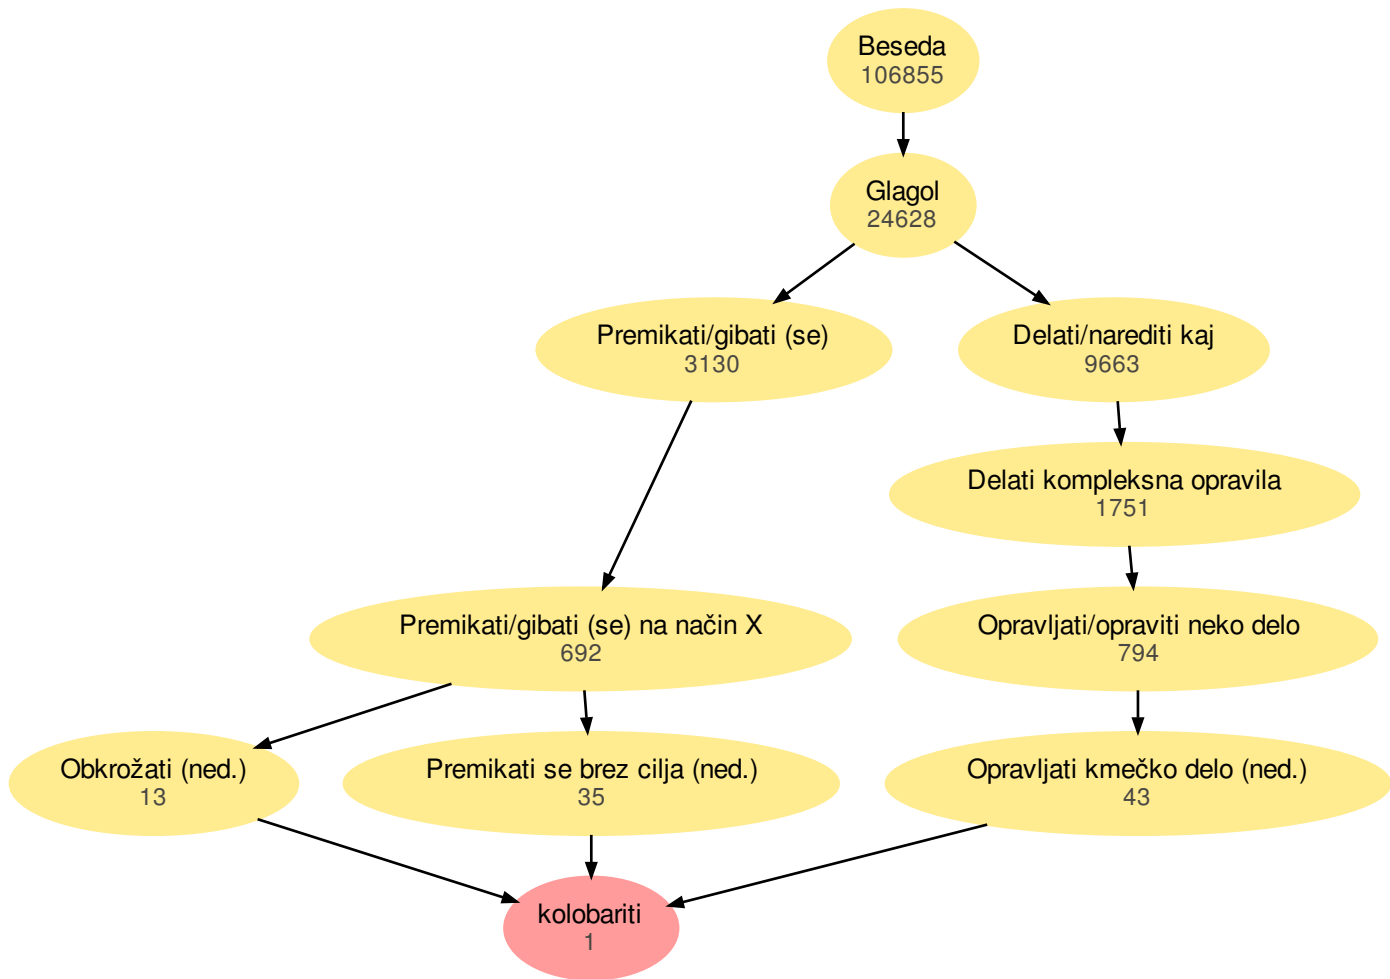 Beseda
106855
Glagol
24628
Premikati/gibati (se)
3130
Delati/narediti kaj
9663
Delati kompleksna opravila
1751
Premikati/gibati (se) na način X
692
Opravljati/opraviti neko delo
794
Obkrožati (ned.)
13
Premikati se brez cilja (ned.)
35
Opravljati kmečko delo (ned.)
43
kolobariti
1